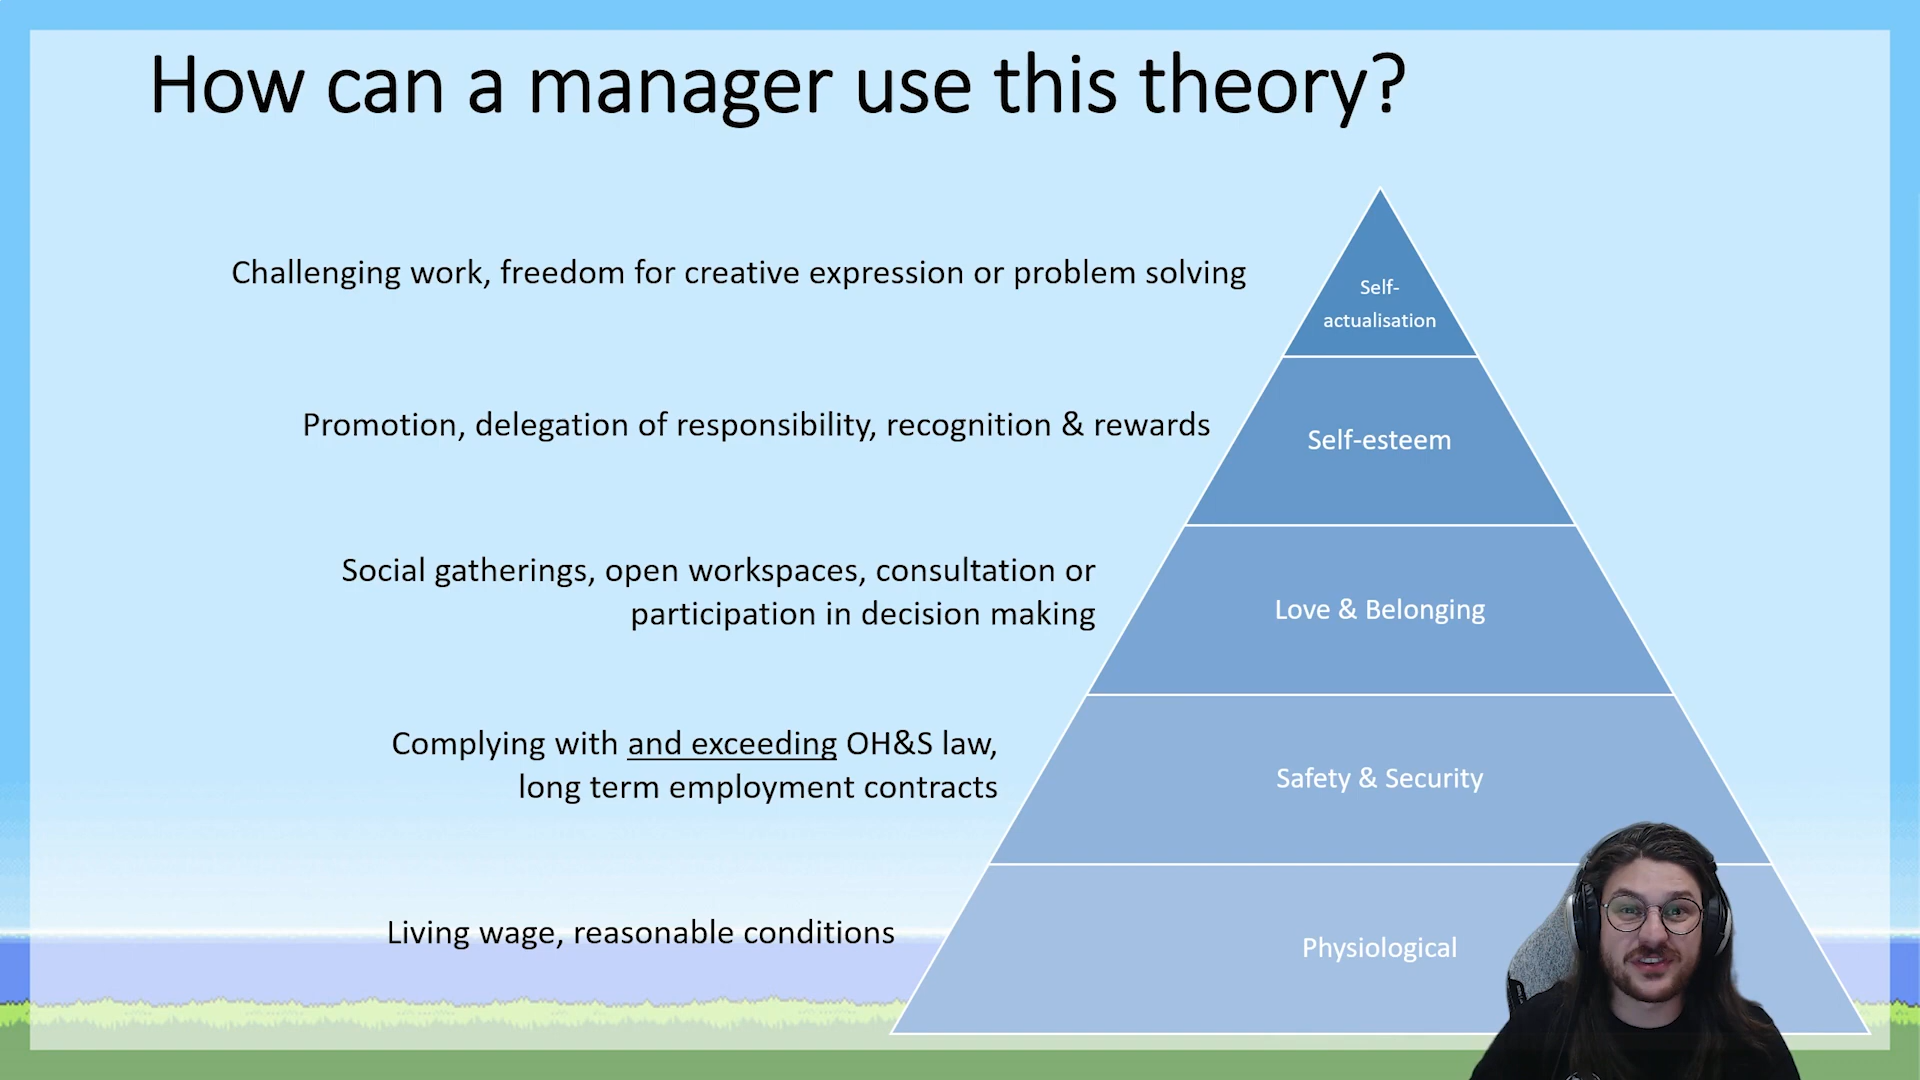 How can a manager use this theory?
Challenging work, freedom for creative expression or problem solving
Self-
actualisation
Promotion, delegation of responsibility, recognition & rewards
Self-esteem
Social gatherings, open workspaces, consultation or
participation in decision making
Love & Belonging
Complying with and exceeding OH&S law,
long term employment contracts
Safety & Security
Living wage, reasonable conditions
Physiological